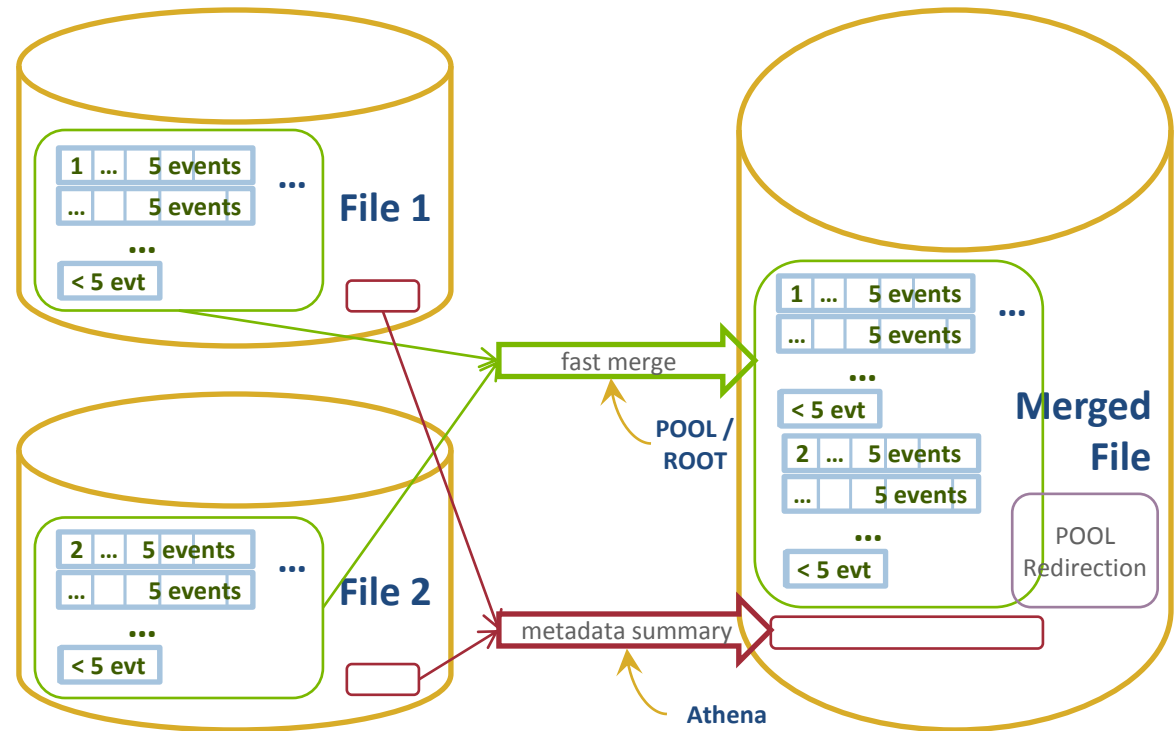 1 ... 5 events
... 5 events
...
...
< 5 evt
File 1
2 ... 5 events
... 5 events
...
...
< 5 evt
File 2
fast merge
POOL /
ROOT
metadata summary
Athena
1 ... 5 events
... 5 events
...
...
< 5 evt
2 ... 5 events
... 5 events
...
< 5 evt
Merged
File
POOL
Redirection